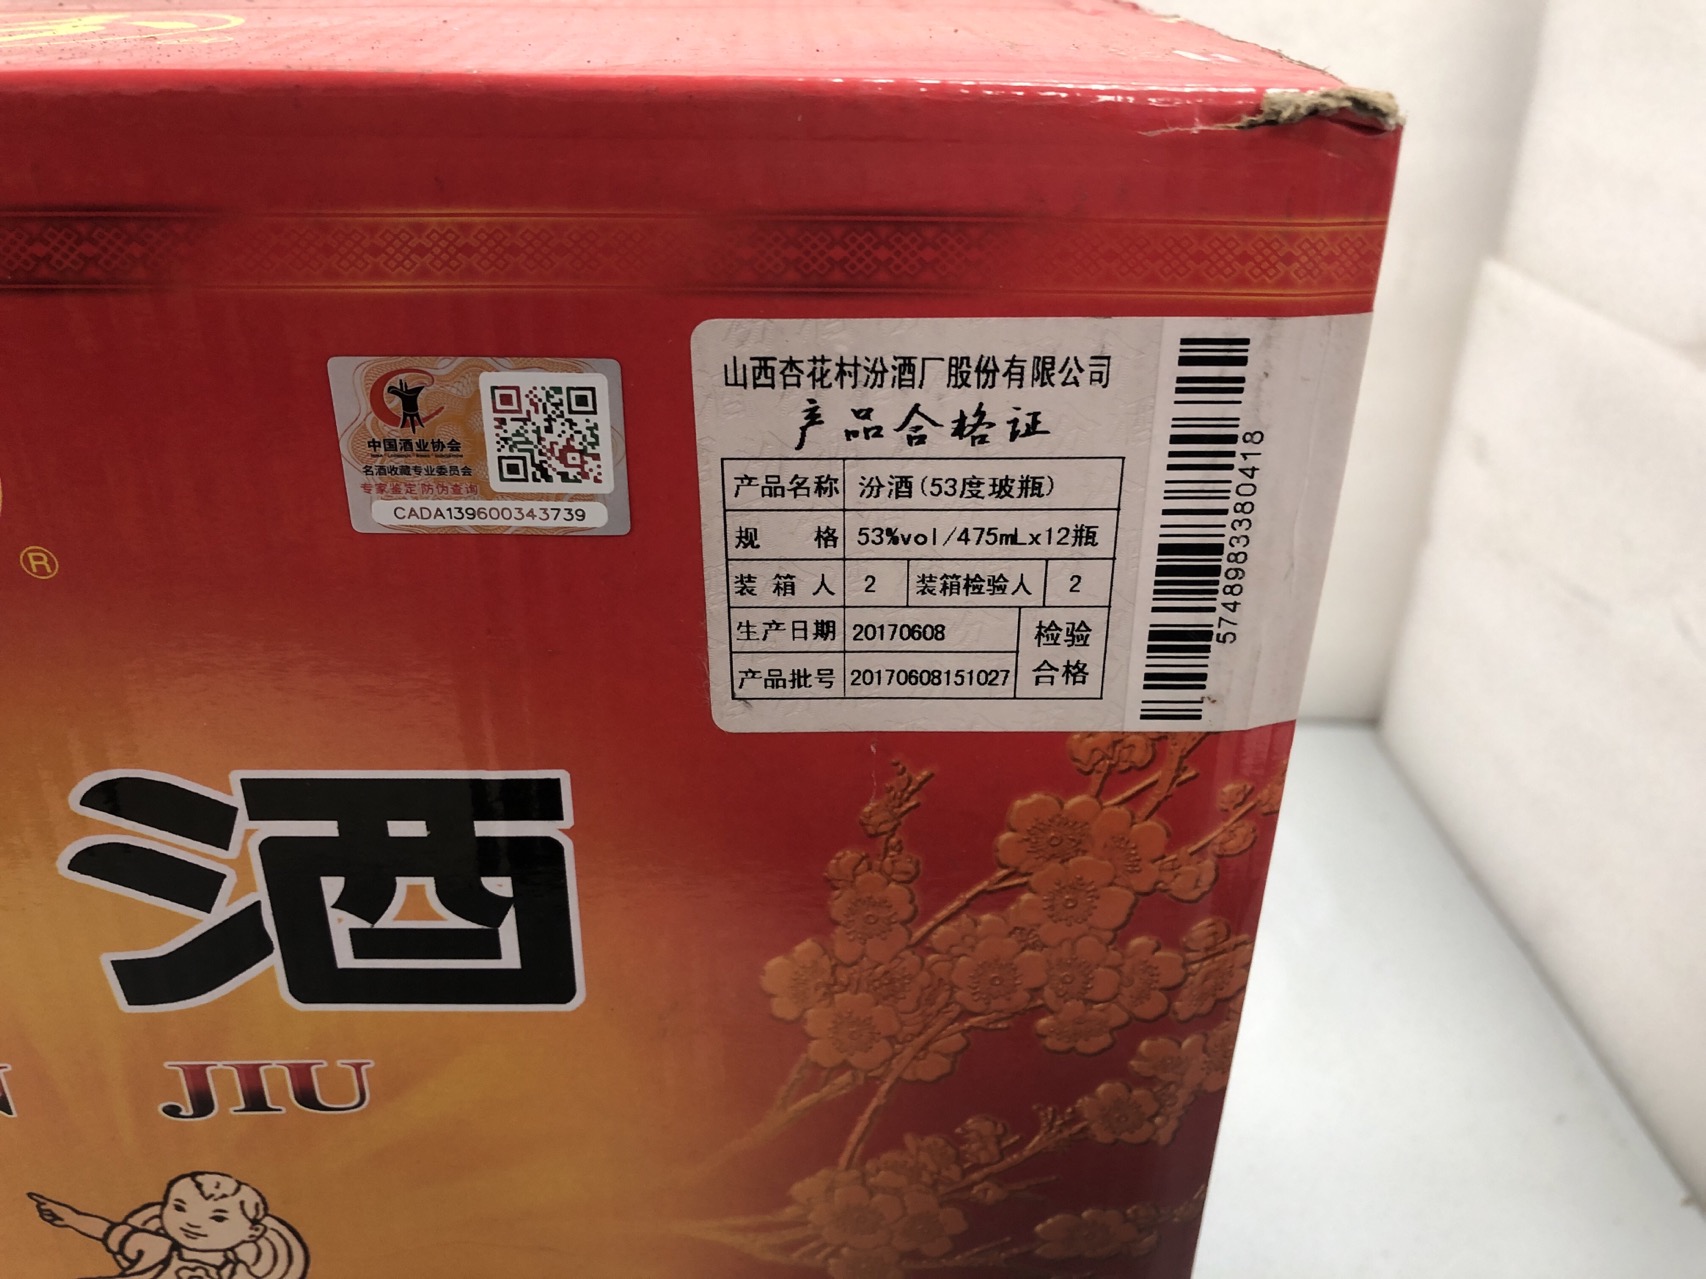 山西杏花村汾酒厂股份有限公司
产品合格证
产品名称 汾酒(53度玻瓶)
规 格 53%vol/475mLx12瓶
装箱人 2 装箱检验人 2
生产日期 20170608
产品批号 20170608151027
检验
合格
5748983380418
中国酒业协会
名酒收藏专业委员会
专家鉴定 防伪查询
CADA139600343739
®
酒
JIU